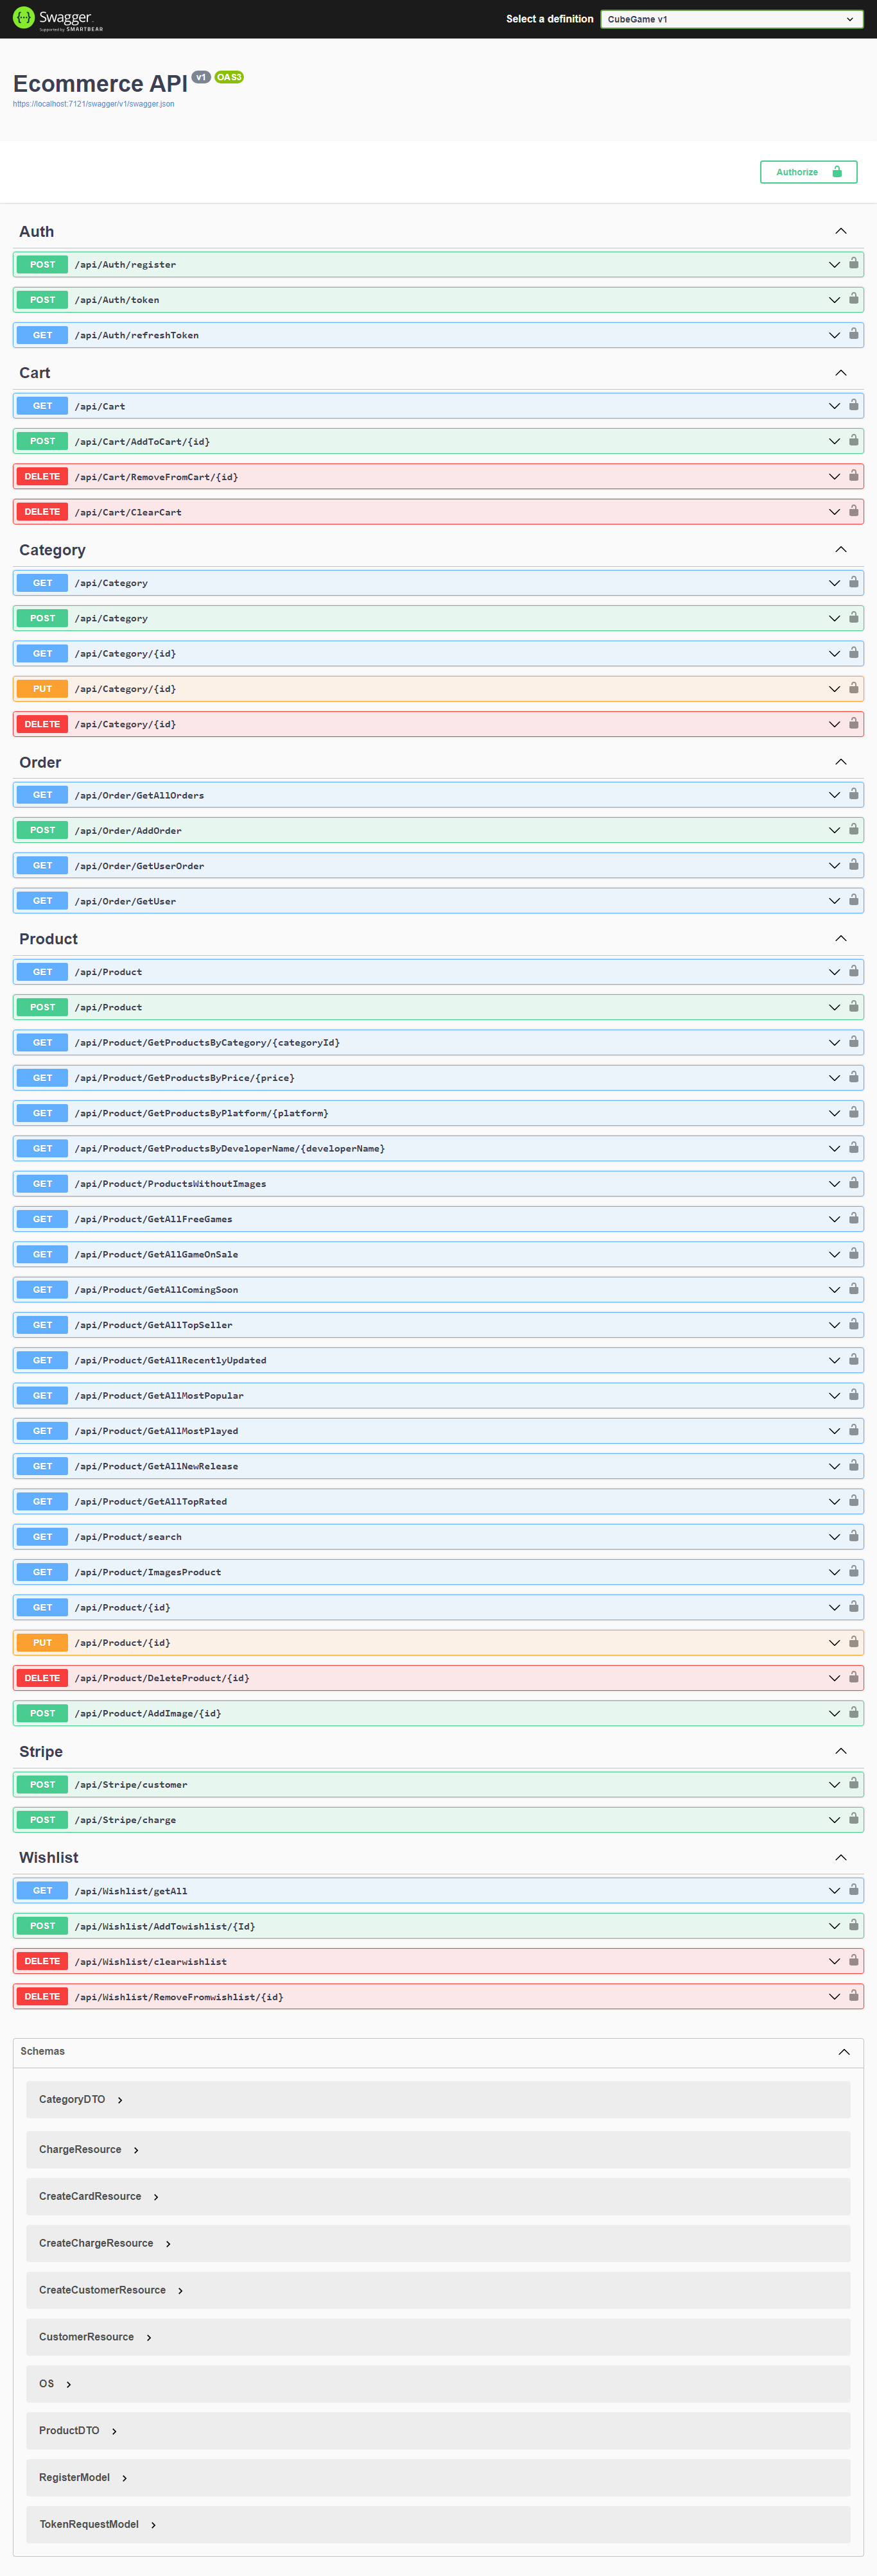 Swagger.
Supported by SMARTBEAR
Select a definition
CubeGame v1
Ecommerce API v1 OAS3
https://localhost:7121/swagger/v1/swagger.json
Authorize
Auth
POST /api/Auth/register
POST /api/Auth/token
GET /api/Auth/refreshToken
Cart
GET /api/Cart
POST /api/Cart/AddToCart/{id}
DELETE /api/Cart/RemoveFromCart/{id}
DELETE /api/Cart/ClearCart
Category
GET /api/Category
POST /api/Category
GET /api/Category/{id}
PUT /api/Category/{id}
DELETE /api/Category/{id}
Order
GET /api/Order/GetAllOrders
POST /api/Order/AddOrder
GET /api/Order/GetUserOrder
GET /api/Order/GetUser
Product
GET /api/Product
POST /api/Product
GET /api/Product/GetProductsByCategory/{categoryId}
GET /api/Product/GetProductsByPrice/{price}
GET /api/Product/GetProductsByPlatform/{platform}
GET /api/Product/GetProductsByDeveloperName/{developerName}
GET /api/Product/ProductsWithoutImages
GET /api/Product/GetAllFreeGames
GET /api/Product/GetAllGameOnSale
GET /api/Product/GetAllComingSoon
GET /api/Product/GetAllTopSeller
GET /api/Product/GetAllRecentlyUpdated
GET /api/Product/GetAllMostPopular
GET /api/Product/GetAllMostPlayed
GET /api/Product/GetAllNewRelease
GET /api/Product/GetAllTopRated
GET /api/Product/search
GET /api/Product/ImagesProduct
GET /api/Product/{id}
PUT /api/Product/{id}
DELETE /api/Product/DeleteProduct/{id}
POST /api/Product/AddImage/{id}
Stripe
POST /api/Stripe/customer
POST /api/Stripe/charge
Wishlist
GET /api/Wishlist/getAll
POST /api/Wishlist/AddTowishlist/{Id}
DELETE /api/Wishlist/clearwishlist
DELETE /api/Wishlist/RemoveFromwishlist/{id}
Schemas
CategoryDTO
ChargeResource
CreateCardResource
CreateChargeResource
CreateCustomerResource
CustomerResource
OS
ProductDTO
RegisterModel
TokenRequestModel